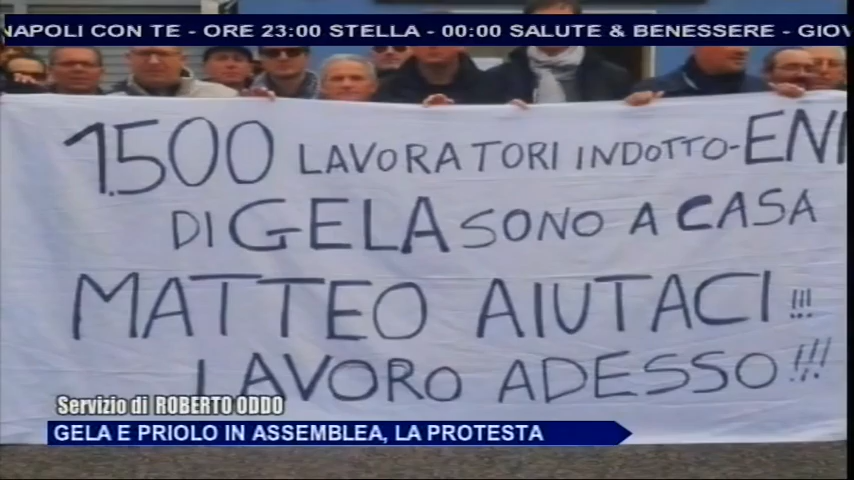 NAPOLI CON TE - ORE 23:00 STELLA - 00:00 SALUTE & BENESSERE - GIOV
1.500 LAVORATORI INDOTTO-ENI
DI GELA SONO A CASA
MATTEO AIUTACI!!!
LAVORO ADESSO!!!
Servizio di ROBERTO ODDO
GELA E PRIOLO IN ASSEMBLEA, LA PROTESTA